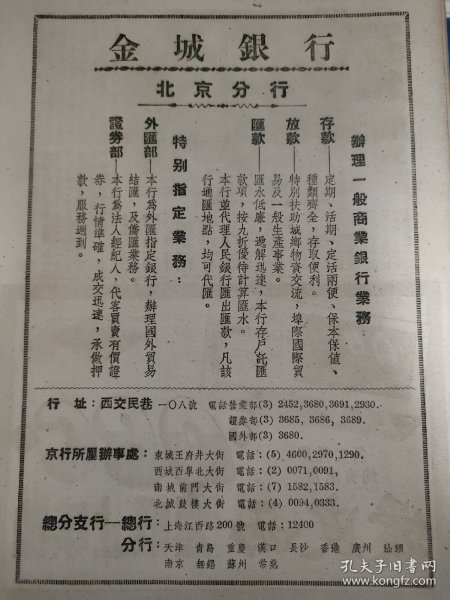 金城銀行
北京分行
辦理一般商業銀行業務
存款——定期、活期、定活兩便、保本保值、
種類齊全，存取便利。
放款——特別扶助城鄉物資交流，埠際國際貿
易及一般生產事業。
匯款——匯水低廉，遞解迅速，本行存戶託匯
款項，按九折優待計算匯水。
本行並代理人民銀行匯出匯款，凡該
行通匯地點，均可代匯。
特別指定業務：
外匯部——本行爲外匯指定銀行，辦理國外貿易
結匯，及僑匯業務。
證券部——本行爲法人經紀人，代客買賣有價證
券，行情準確，成交迅速，承做押
款，服務週到。
行 址：西交民巷一〇八號 電話營業部(3) 2452,3680,3691,2930.
證券部(3) 3685, 3686, 3689.
國外部(3) 3680.
京行所屬辦事處：東城王府井大街 電話：(5) 4600,2970,1290.
西城西單北大街 電話：(2) 0071,0091,
南城前門大街 電話：(7) 1582,1583.
北城鼓樓大街 電話：(4) 0094,0333.
總分支行—總行：上海江西路200號 電話：12400
分行：天津 青島 重慶 漢口 長沙 香港 廣州 汕頭
南京 無錫 蘇州 常熟
孔夫子旧书网
book.kongfz.com